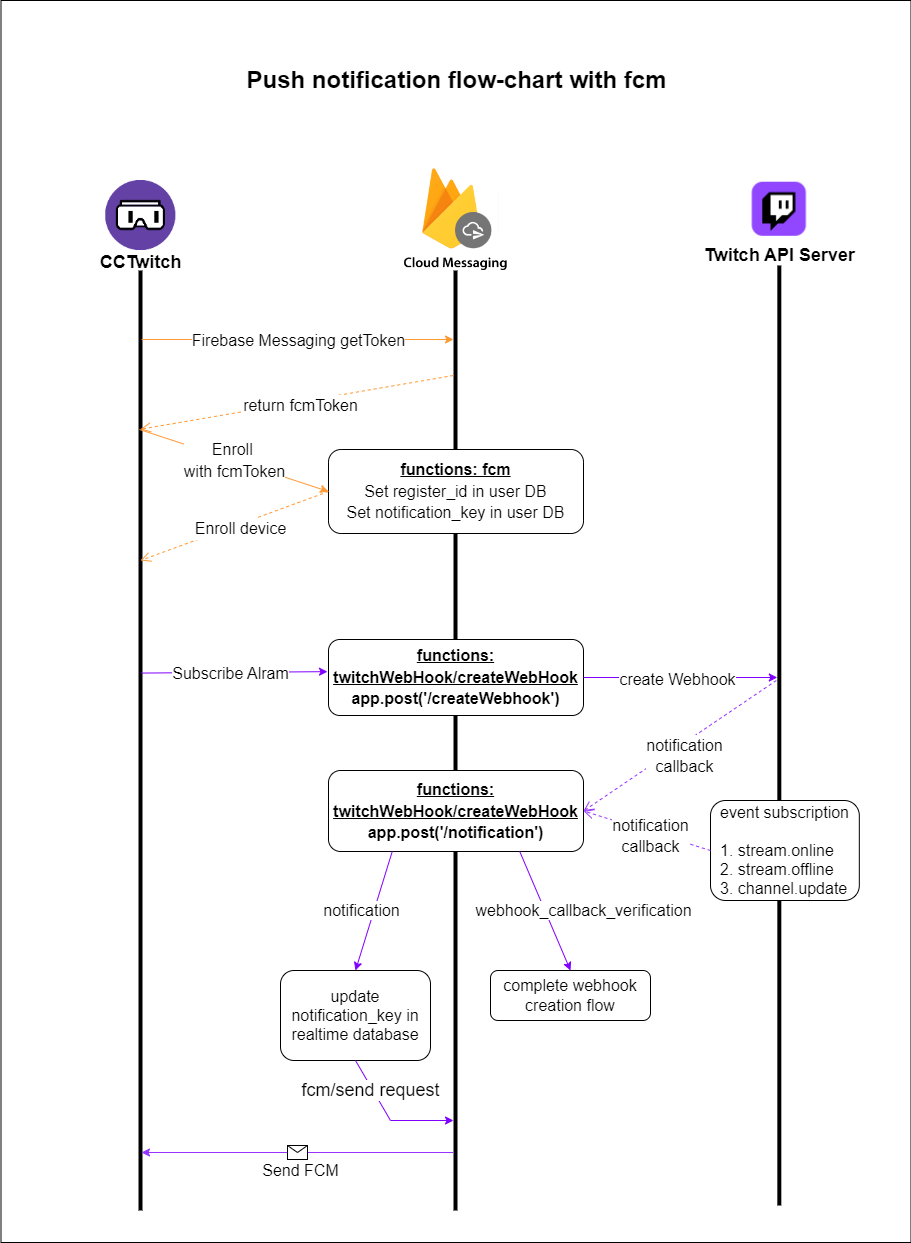 Push notification flow-chart with fcm
CCTwitch
Cloud Messaging
Twitch API Server
Firebase Messaging getToken
return fcmToken
Enroll
with fcmToken
functions: fcm
Set register_id in user DB
Set notification_key in user DB
Enroll device
Subscribe Alram
functions:
twitchWebHook/createWebHook
app.post('/createWebhook')
create Webhook
notification
callback
functions:
twitchWebHook/createWebHook
app.post('/notification')
notification
callback
event subscription
1. stream.online
2. stream.offline
3. channel.update
notification
webhook_callback_verification
update
notification_key in
realtime database
complete webhook
creation flow
fcm/send request
Send FCM